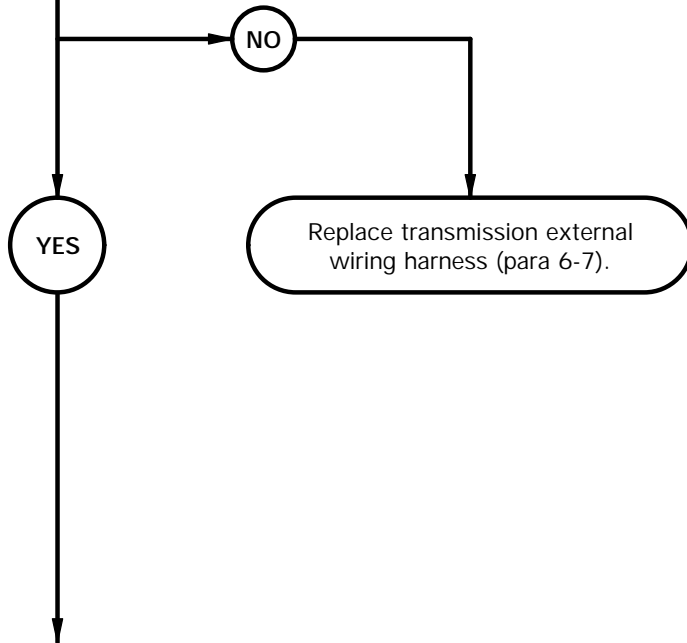 NO
YES
Replace transmission external
wiring harness (para 6-7).